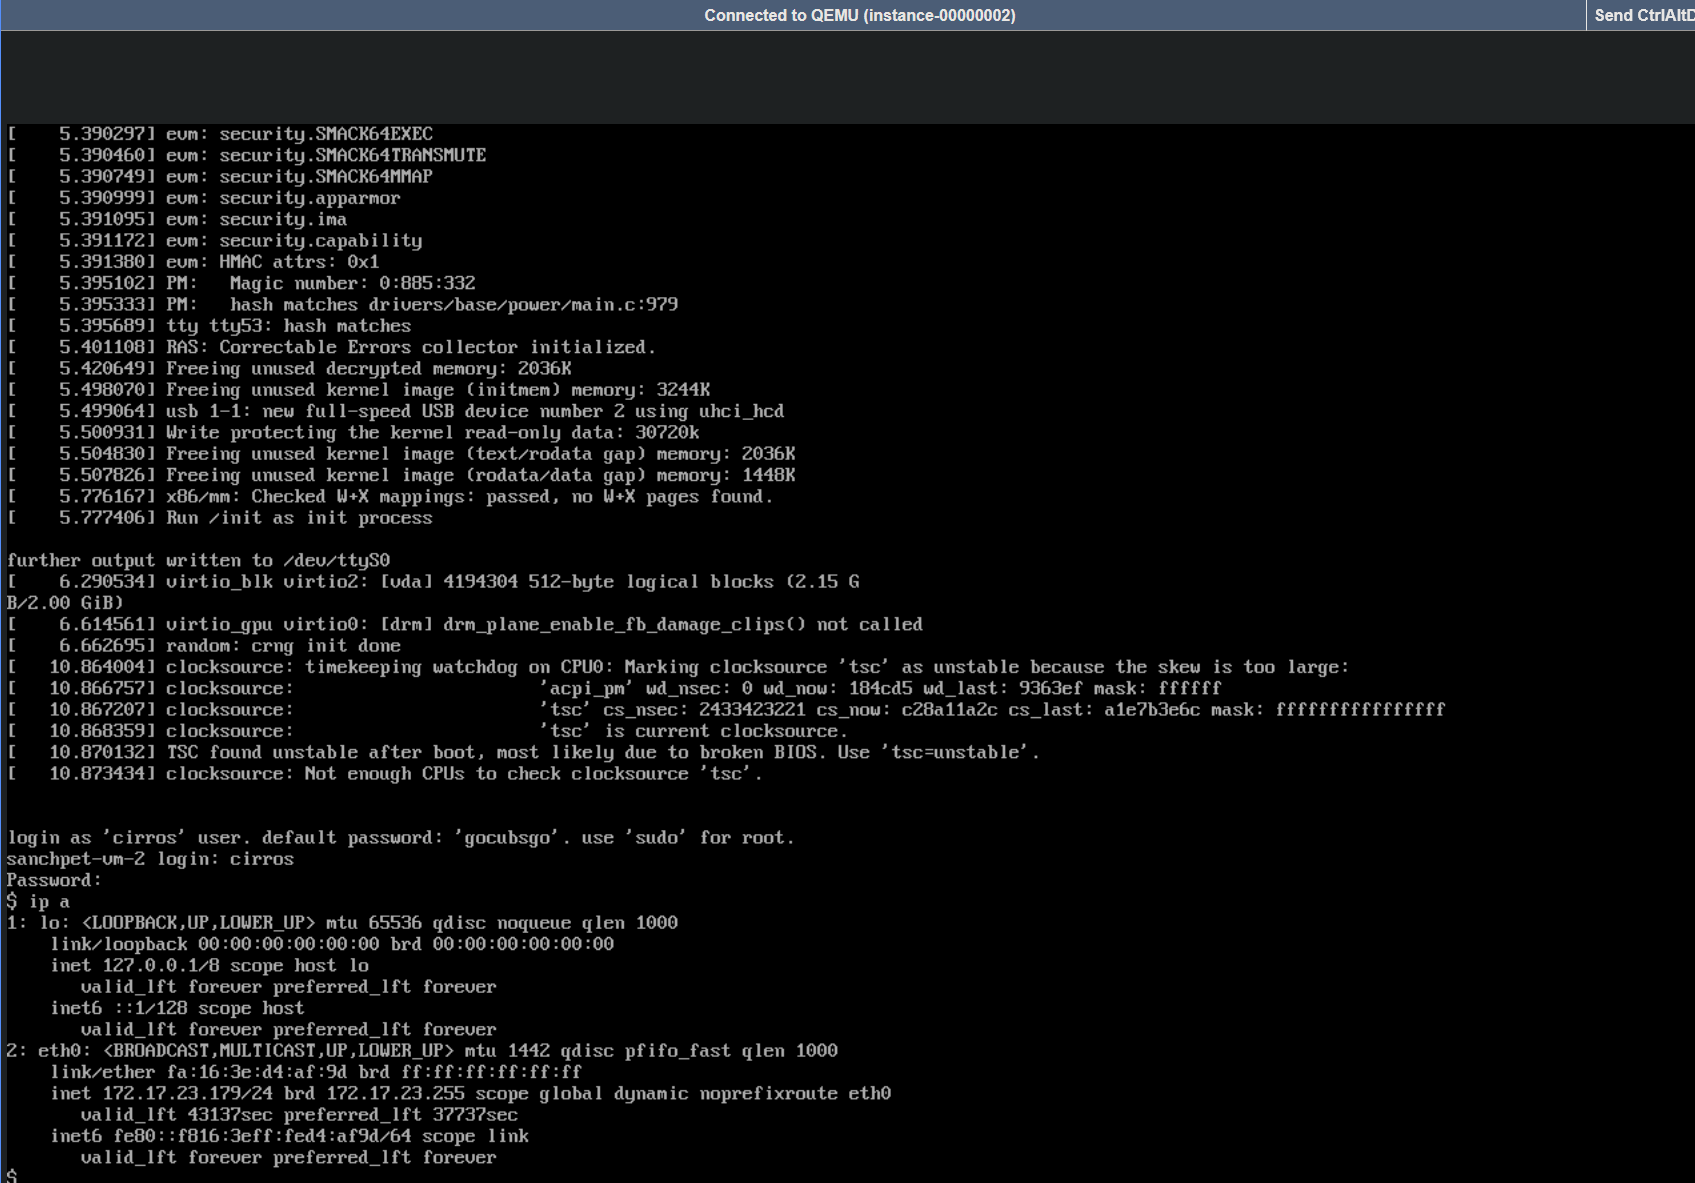 Connected to QEMU (instance-00000002)
Send CtrlAltD
[    5.390297] evm: security.SMACK64EXEC
[    5.390460] evm: security.SMACK64TRANSMUTE
[    5.390749] evm: security.SMACK64MMAP
[    5.390999] evm: security.apparmor
[    5.391095] evm: security.ima
[    5.391172] evm: security.capability
[    5.391380] evm: HMAC attrs: 0x1
[    5.395102] PM:   Magic number: 0:885:332
[    5.395333] PM:   hash matches drivers/base/power/main.c:979
[    5.395689] tty tty53: hash matches
[    5.401108] RAS: Correctable Errors collector initialized.
[    5.420649] Freeing unused decrypted memory: 2036K
[    5.498070] Freeing unused kernel image (initmem) memory: 3244K
[    5.499064] usb 1-1: new full-speed USB device number 2 using uhci_hcd
[    5.500931] Write protecting the kernel read-only data: 30720k
[    5.504830] Freeing unused kernel image (text/rodata gap) memory: 2036K
[    5.507826] Freeing unused kernel image (rodata/data gap) memory: 1448K
[    5.776167] x86/mm: Checked W+X mappings: passed, no W+X pages found.
[    5.777406] Run /init as init process
further output written to /dev/ttyS0
[    6.290534] virtio_blk virtio2: [vda] 4194304 512-byte logical blocks (2.15 G
B/2.00 GiB)
[    6.614561] virtio_gpu virtio0: [drm] drm_plane_enable_fb_damage_clips() not called
[    6.662695] random: crng init done
[   10.864004] clocksource: timekeeping watchdog on CPU0: Marking clocksource 'tsc' as unstable because the skew is too large:
[   10.866757] clocksource:                       'acpi_pm' wd_nsec: 0 wd_now: 184cd5 wd_last: 9363ef mask: ffffff
[   10.867207] clocksource:                       'tsc' cs_nsec: 2433423221 cs_now: c28a11a2c cs_last: a1e7b3e6c mask: ffffffffffffffff
[   10.868359] clocksource:                       'tsc' is current clocksource.
[   10.870132] TSC found unstable after boot, most likely due to broken BIOS. Use 'tsc=unstable'.
[   10.873434] clocksource: Not enough CPUs to check clocksource 'tsc'.
login as 'cirros' user. default password: 'gocubsgo'. use 'sudo' for root.
sanchpet-vm-2 login: cirros
Password:
$ ip a
1: lo: <LOOPBACK,UP,LOWER_UP> mtu 65536 qdisc noqueue qlen 1000
    link/loopback 00:00:00:00:00:00 brd 00:00:00:00:00:00
    inet 127.0.0.1/8 scope host lo
       valid_lft forever preferred_lft forever
    inet6 ::1/128 scope host
       valid_lft forever preferred_lft forever
2: eth0: <BROADCAST,MULTICAST,UP,LOWER_UP> mtu 1442 qdisc pfifo_fast qlen 1000
    link/ether fa:16:3e:d4:af:9d brd ff:ff:ff:ff:ff:ff
    inet 172.17.23.179/24 brd 172.17.23.255 scope global dynamic noprefixroute eth0
       valid_lft 43137sec preferred_lft 37737sec
    inet6 fe80::f816:3eff:fed4:af9d/64 scope link
       valid_lft forever preferred_lft forever
$